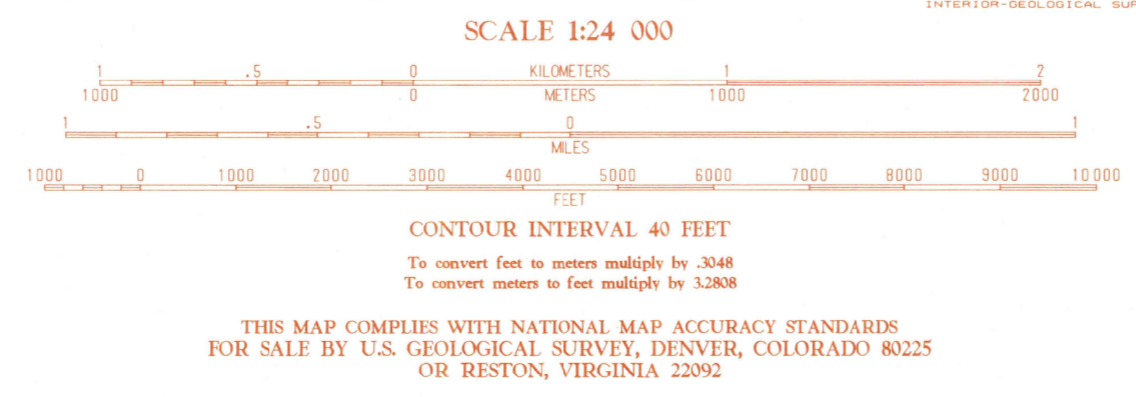 INTERIOR-GEOLOGICAL
SCALE 1:24 000
1 .5 0 KILOMETERS 1 2
1000 0 METERS 1000 2000
1 .5 0 1
MILES
1000 0 1000 2000 3000 4000 5000 6000 7000 8000 9000 10 000
FEET
CONTOUR INTERVAL 40 FEET
To convert feet to meters multiply by .3048
To convert meters to feet multiply by 3.2808
THIS MAP COMPLIES WITH NATIONAL MAP ACCURACY STANDARDS
FOR SALE BY U.S. GEOLOGICAL SURVEY, DENVER, COLORADO 80225
OR RESTON, VIRGINIA 22092